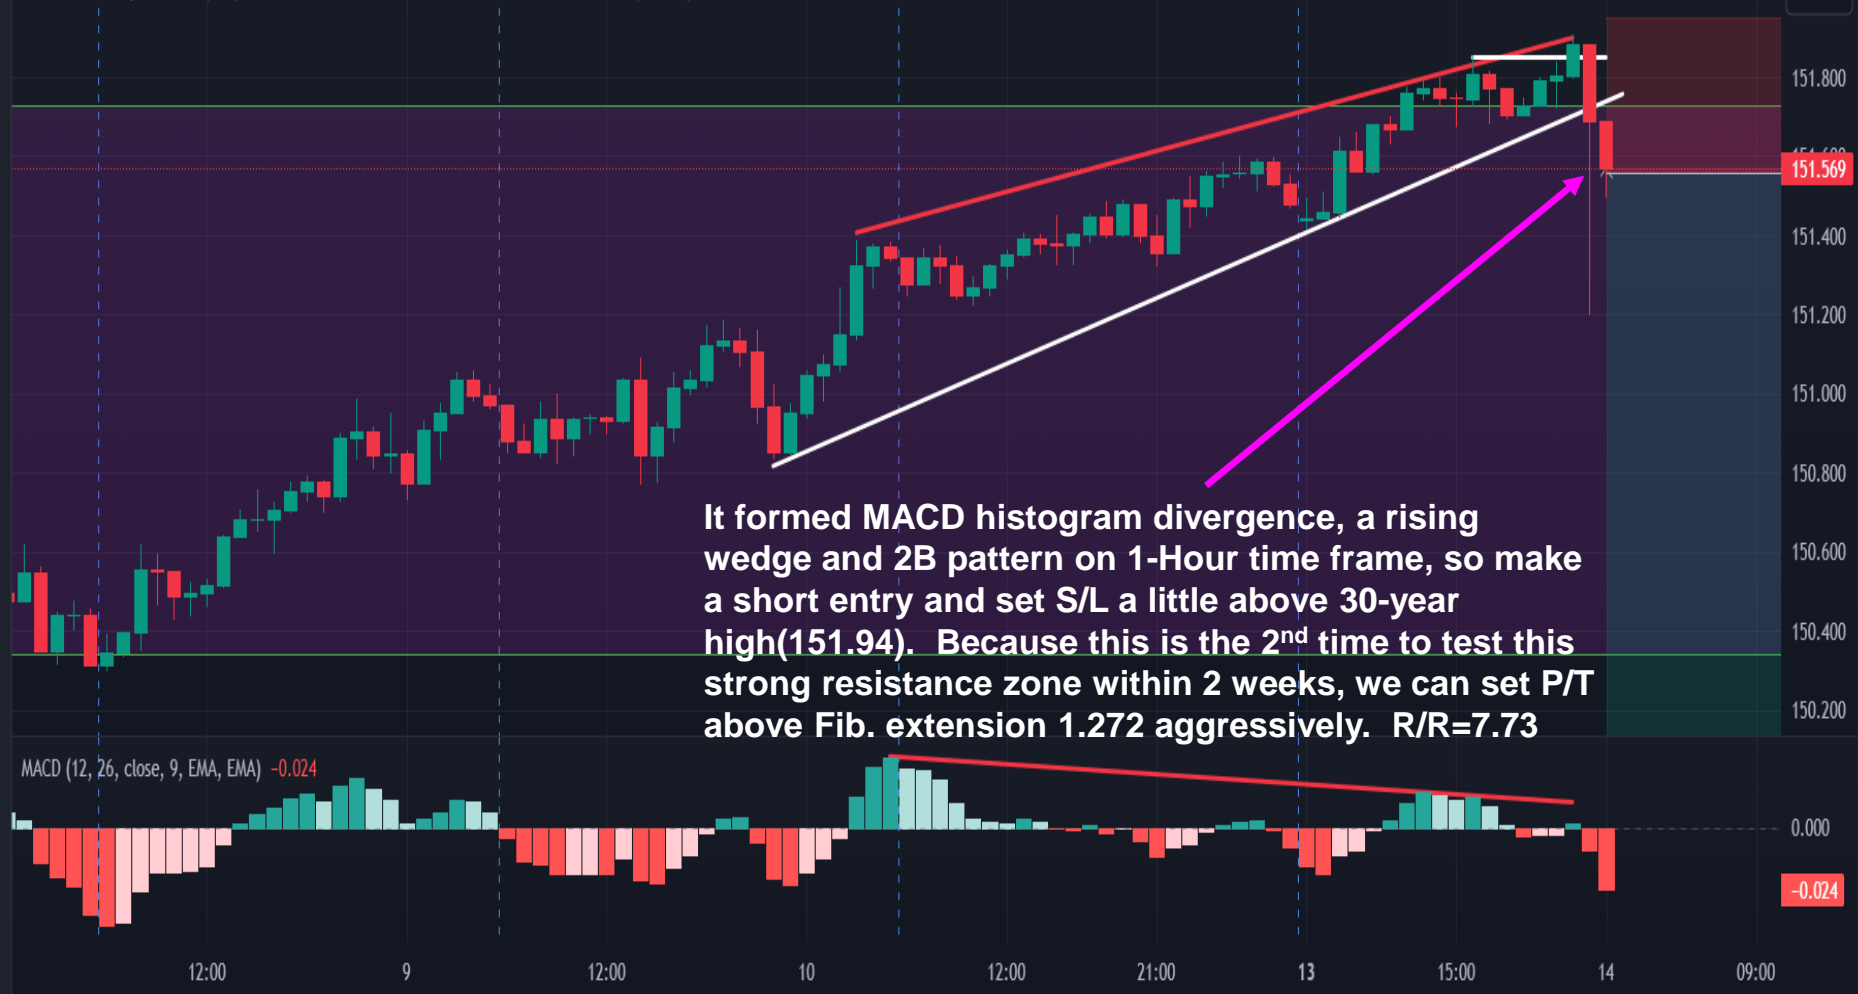 151.800
151.600
151.569
151.400
151.200
151.000
150.800
150.600
150.400
150.200
It formed MACD histogram divergence, a rising
wedge and 2B pattern on 1-Hour time frame, so make
a short entry and set S/L a little above 30-year
high(151.94). Because this is the 2nd time to test this
strong resistance zone within 2 weeks, we can set P/T
above Fib. extension 1.272 aggressively. R/R=7.73
MACD (12, 26, close, 9, EMA, EMA) -0.024
0.000
-0.024
12:00 9 12:00 10 12:00 21:00 13 15:00 14 09:00